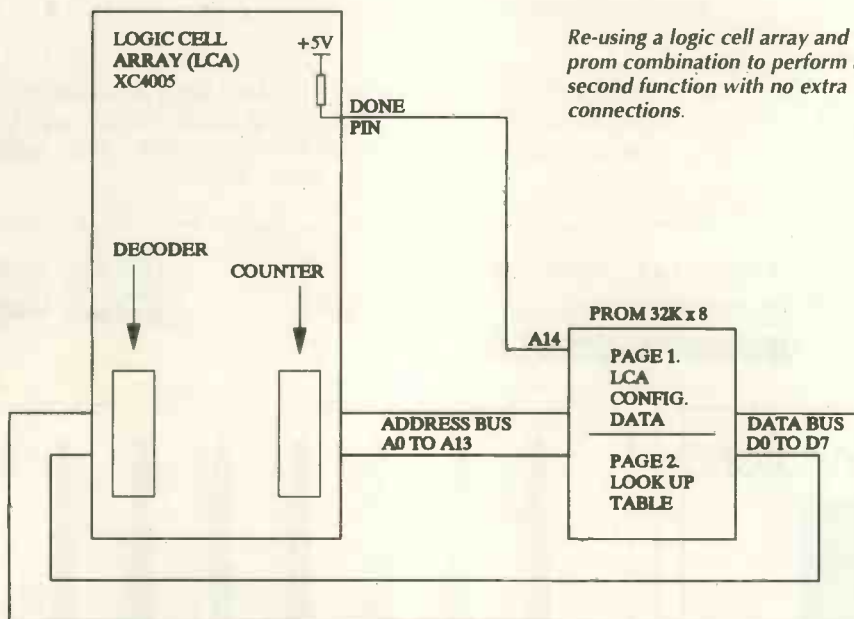 LOGIC CELL
ARRAY (LCA)
XC4005
+5V
DONE
PIN
DECODER
COUNTER
Re-using a logic cell array and
prom combination to perform
second function with no extra
connections.
PROM 32K x 8
A14
PAGE 1.
LCA
CONFIG.
DATA
PAGE 2.
LOOK UP
TABLE
ADDRESS BUS
A0 TO A13
DATA BUS
D0 TO D7